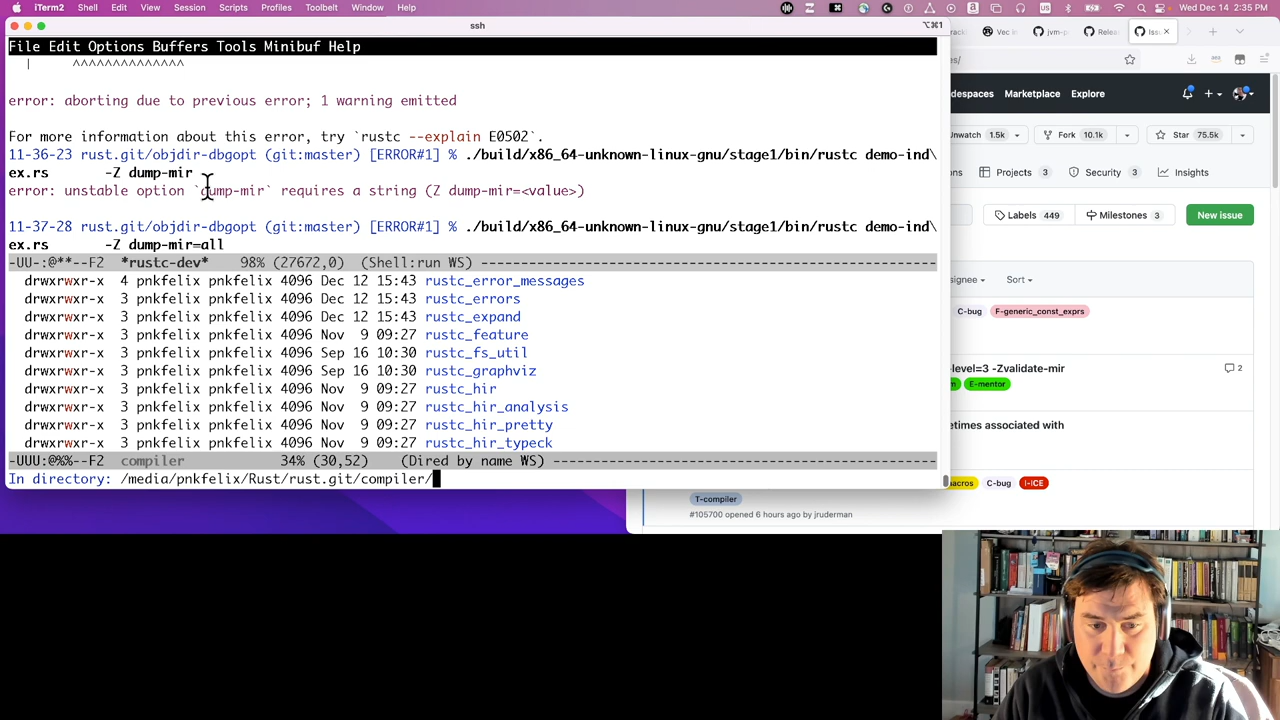 iTerm2 Shell Edit View Session Scripts Profiles Toolbelt Window Help
Wed Dec 14 2:35 PM
ssh
⌥⌘1
File Edit Options Buffers Tools Minibuf Help
| ^^^^^^^^^^^^^^
error: aborting due to previous error; 1 warning emitted
For more information about this error, try `rustc --explain E0502`.
11-36-23 rust.git/objdir-dbgopt (git:master) [ERROR#1] % ./build/x86_64-unknown-linux-gnu/stage1/bin/rustc demo-ind\
ex.rs -Z dump-mir
error: unstable option `dump-mir` requires a string (Z dump-mir=<value>)
11-37-28 rust.git/objdir-dbgopt (git:master) [ERROR#1] % ./build/x86_64-unknown-linux-gnu/stage1/bin/rustc demo-ind\
ex.rs -Z dump-mir=all
-UU-:@**--F2 *rustc-dev* 98% (27672,0) (Shell:run WS)
drwxrwxr-x 4 pnkfelix pnkfelix 4096 Dec 12 15:43 rustc_error_messages
drwxrwxr-x 3 pnkfelix pnkfelix 4096 Dec 12 15:43 rustc_errors
drwxrwxr-x 3 pnkfelix pnkfelix 4096 Dec 12 15:43 rustc_expand
drwxrwxr-x 3 pnkfelix pnkfelix 4096 Nov 9 09:27 rustc_feature
drwxrwxr-x 3 pnkfelix pnkfelix 4096 Sep 16 10:30 rustc_fs_util
drwxrwxr-x 3 pnkfelix pnkfelix 4096 Sep 16 10:30 rustc_graphviz
drwxrwxr-x 3 pnkfelix pnkfelix 4096 Nov 9 09:27 rustc_hir
drwxrwxr-x 3 pnkfelix pnkfelix 4096 Nov 9 09:27 rustc_hir_analysis
drwxrwxr-x 3 pnkfelix pnkfelix 4096 Nov 9 09:27 rustc_hir_pretty
drwxrwxr-x 3 pnkfelix pnkfelix 4096 Nov 9 09:27 rustc_hir_typeck
-UUU:@%%--F2 compiler 34% (30,52) (Dired by name WS)
In directory: /media/pnkfelix/Rust/rust.git/compiler/
Vec in
jvm-p
Relea
Iss
despaces Marketplace Explore
nwatch 1.5k Fork 10.1k Star 75.5k
Projects 3 Security 3 Insights
Labels 449 Milestones 3 New issue
signee Sort
C-bug F-generic_const_exprs
-level=3 -Zvalidate-mir
2
E-mentor
etimes associated with
acros C-bug I-ICE
T-compiler
#105700 opened 6 hours ago by jruderman